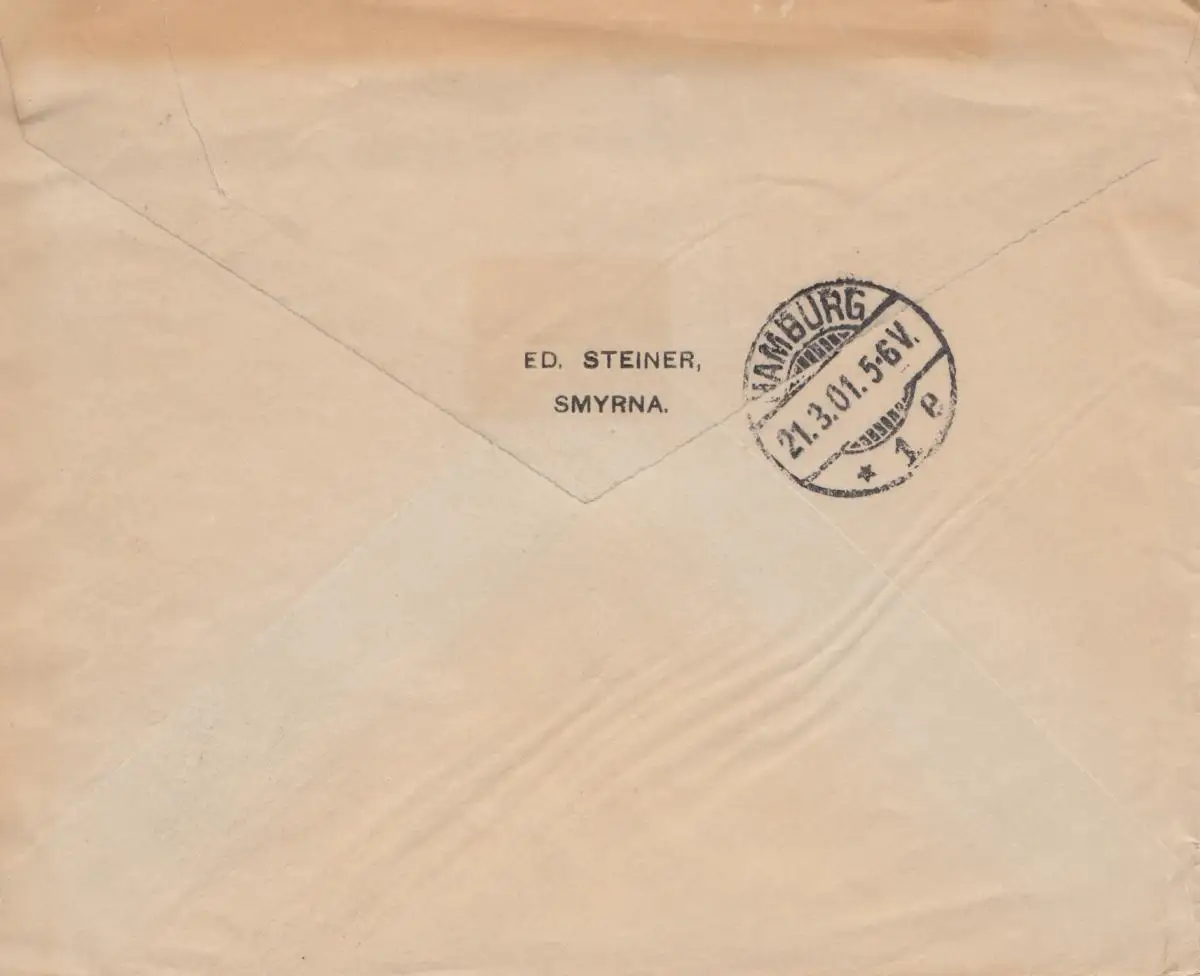 ED. STEINER,
SMYRNA.
HAMBURG
21.3.01.5-6V.
* 1 e